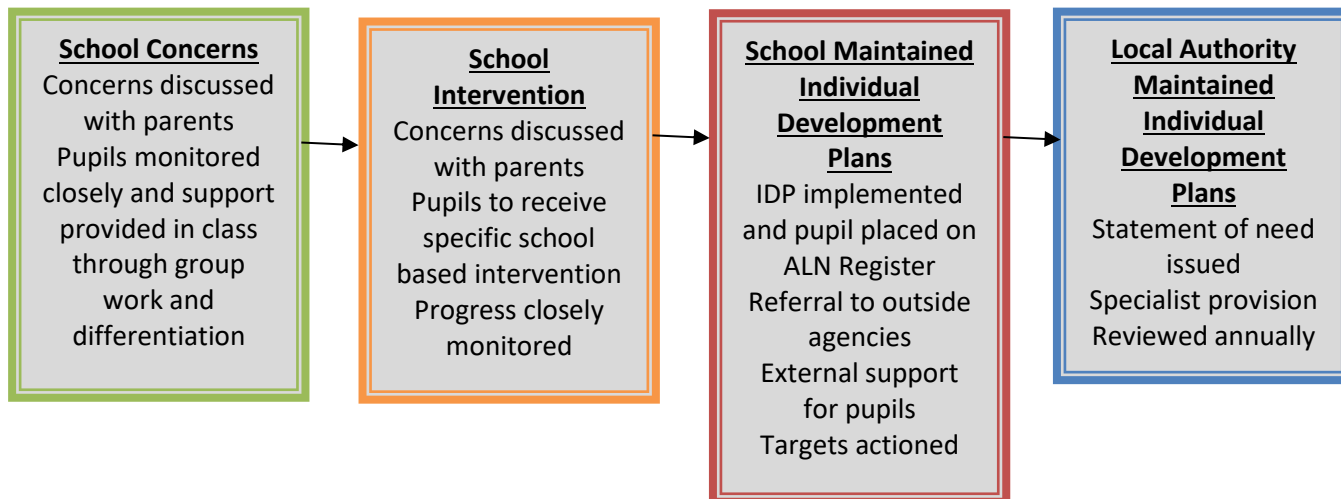 School Concerns
Concerns discussed
with parents
Pupils monitored
closely and support
provided in class
through group
work and
differentiation
School
Intervention
Concerns discussed
with parents
Pupils to receive
specific school
based intervention
Progress closely
monitored
School Maintained
Individual
Development
Plans
IDP implemented
and pupil placed on
ALN Register
Referral to outside
agencies
External support
for pupils
Targets actioned
Local Authority
Maintained
Individual
Development
Plans
Statement of need
issued
Specialist provision
Reviewed annually